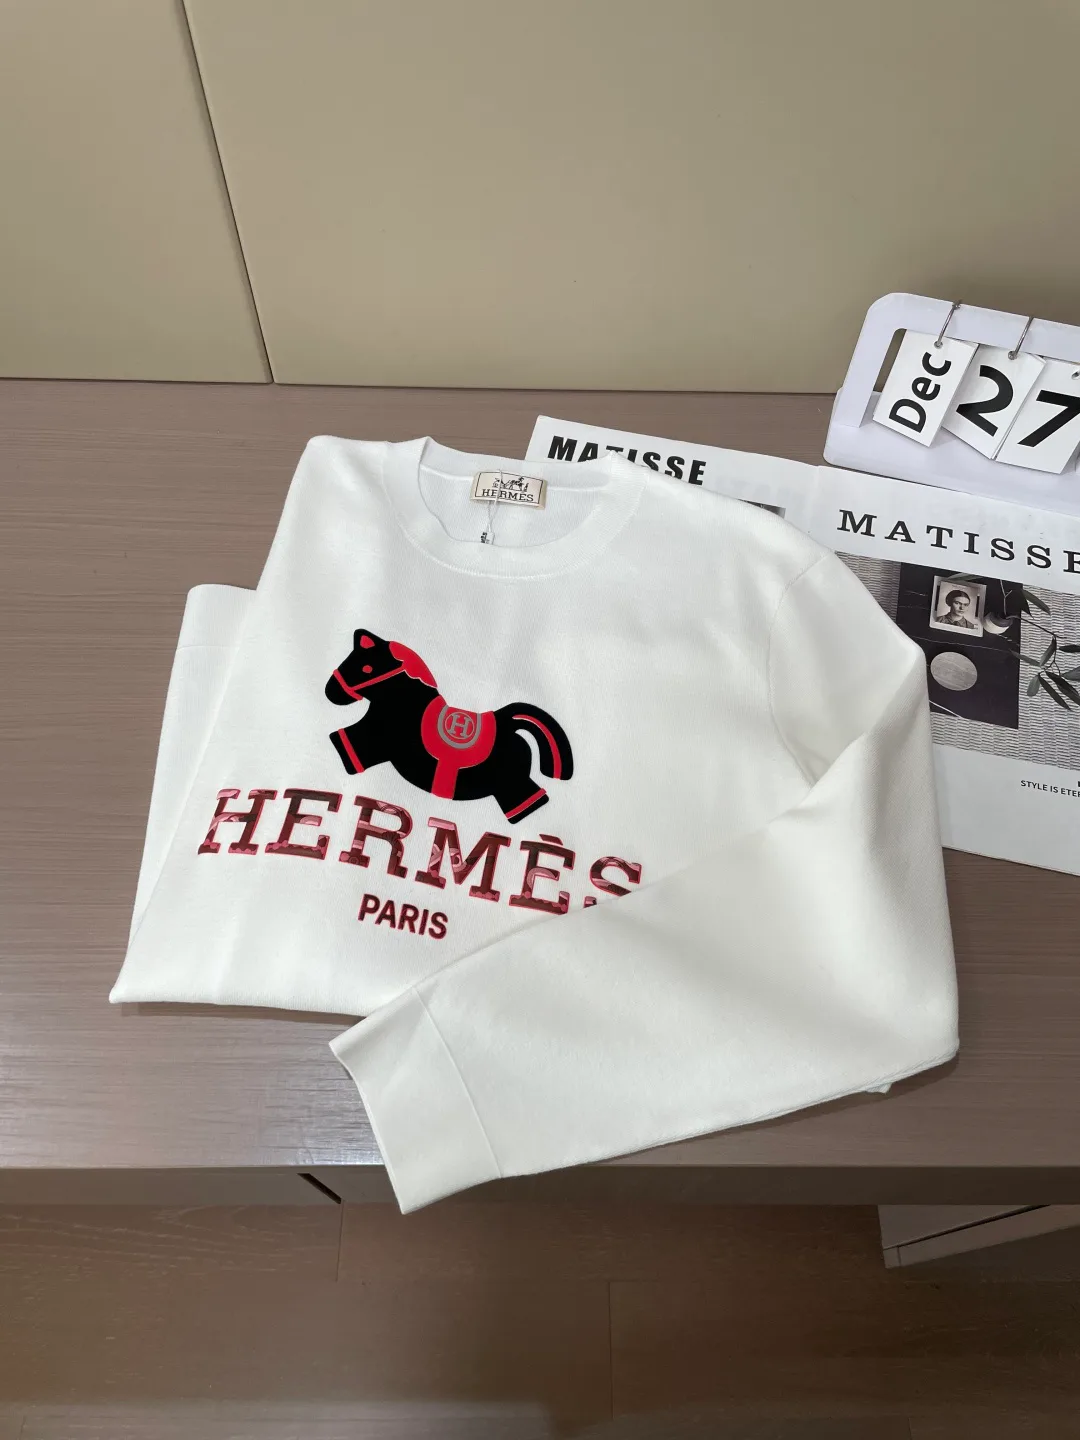 Dec 27
MATISSE
MATISSE
HERMÈS
STYLE IS ETER
H
HERMÈS
PARIS